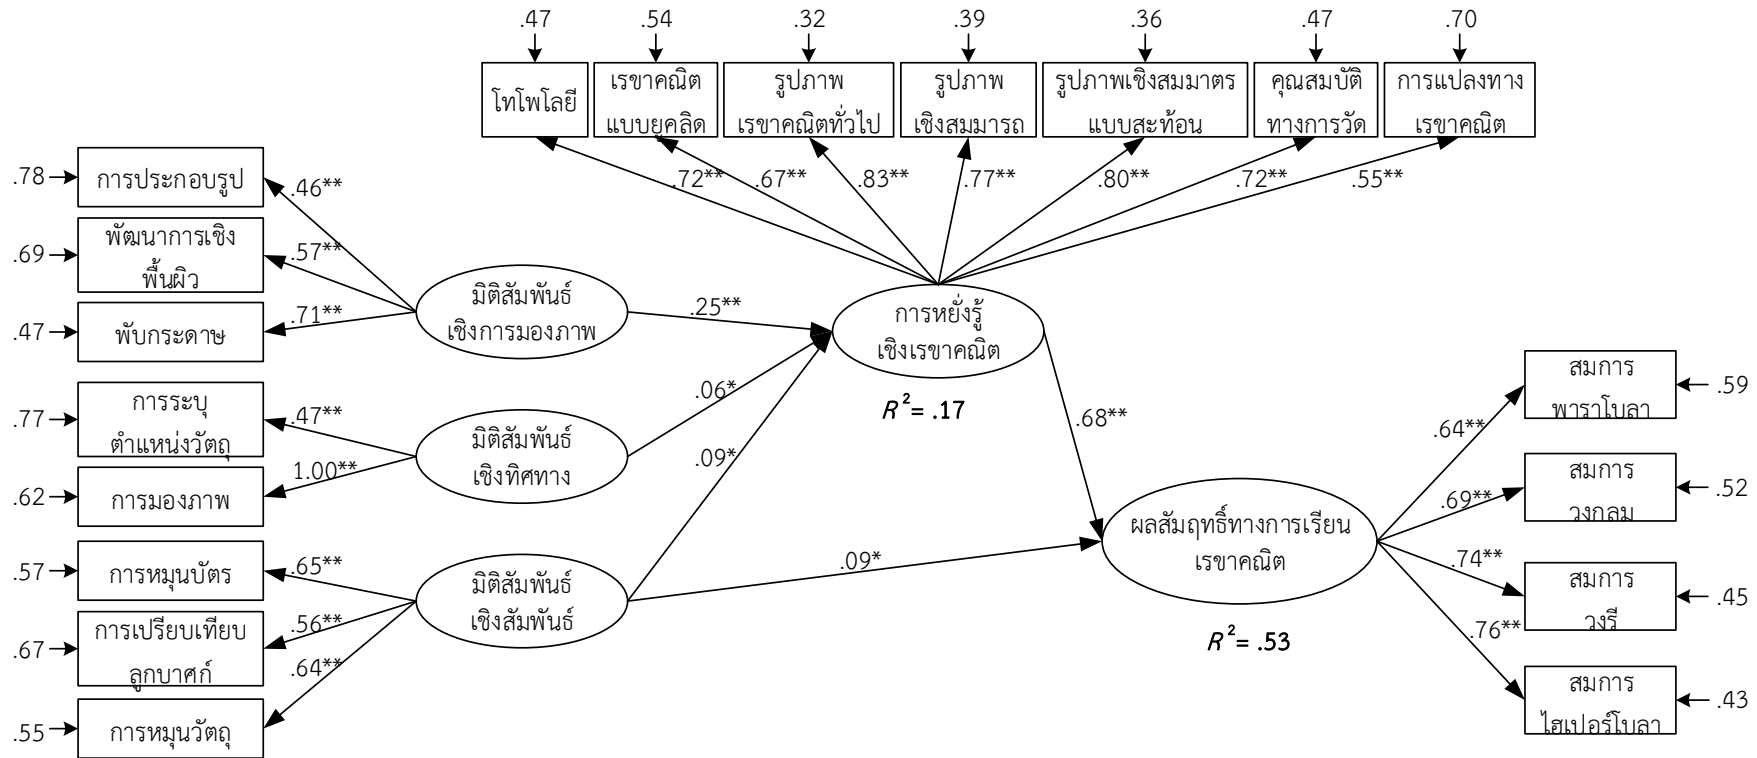 .47 .54 .32 .39 .36 .47 .70
โทโพโลยี
เรขาคณิต
แบบยูคลิด
รูปภาพ
เรขาคณิตทั่วไป
รูปภาพ
เชิงสมมารถ
รูปภาพเชิงสมมาตร
แบบสะท้อน
คุณสมบัติ
ทางการวัด
การแปลงทาง
เรขาคณิต
.72** .67** .83** .77** .80** .72** .55**
.78 การประกอบรูป .46**
.69 พัฒนาการเชิง
พื้นผิว
.57**
.47 พับกระดาษ .71**
มิติสัมพันธ์
เชิงการมองภาพ
.25**
การหยั่งรู้
เชิงเรขาคณิต
R²= .17
.77 การระบุ
ตำแหน่งวัตถุ
.47**
.62 การมองภาพ 1.00**
มิติสัมพันธ์
เชิงทิศทาง
.06*
.09*
.68**
.57 การหมุนบัตร .65**
.67 การเปรียบเทียบ
ลูกบาศก์
.56**
.55 การหมุนวัตถุ .64**
มิติสัมพันธ์
เชิงสัมพันธ์
.09*
ผลสัมฤทธิ์ทางการเรียน
เรขาคณิต
R²= .53
.64** สมการ
พาราโบลา
.59
.69** สมการ
วงกลม
.52
.74** สมการ
วงรี
.45
.76** สมการ
ไฮเปอร์โบลา
.43